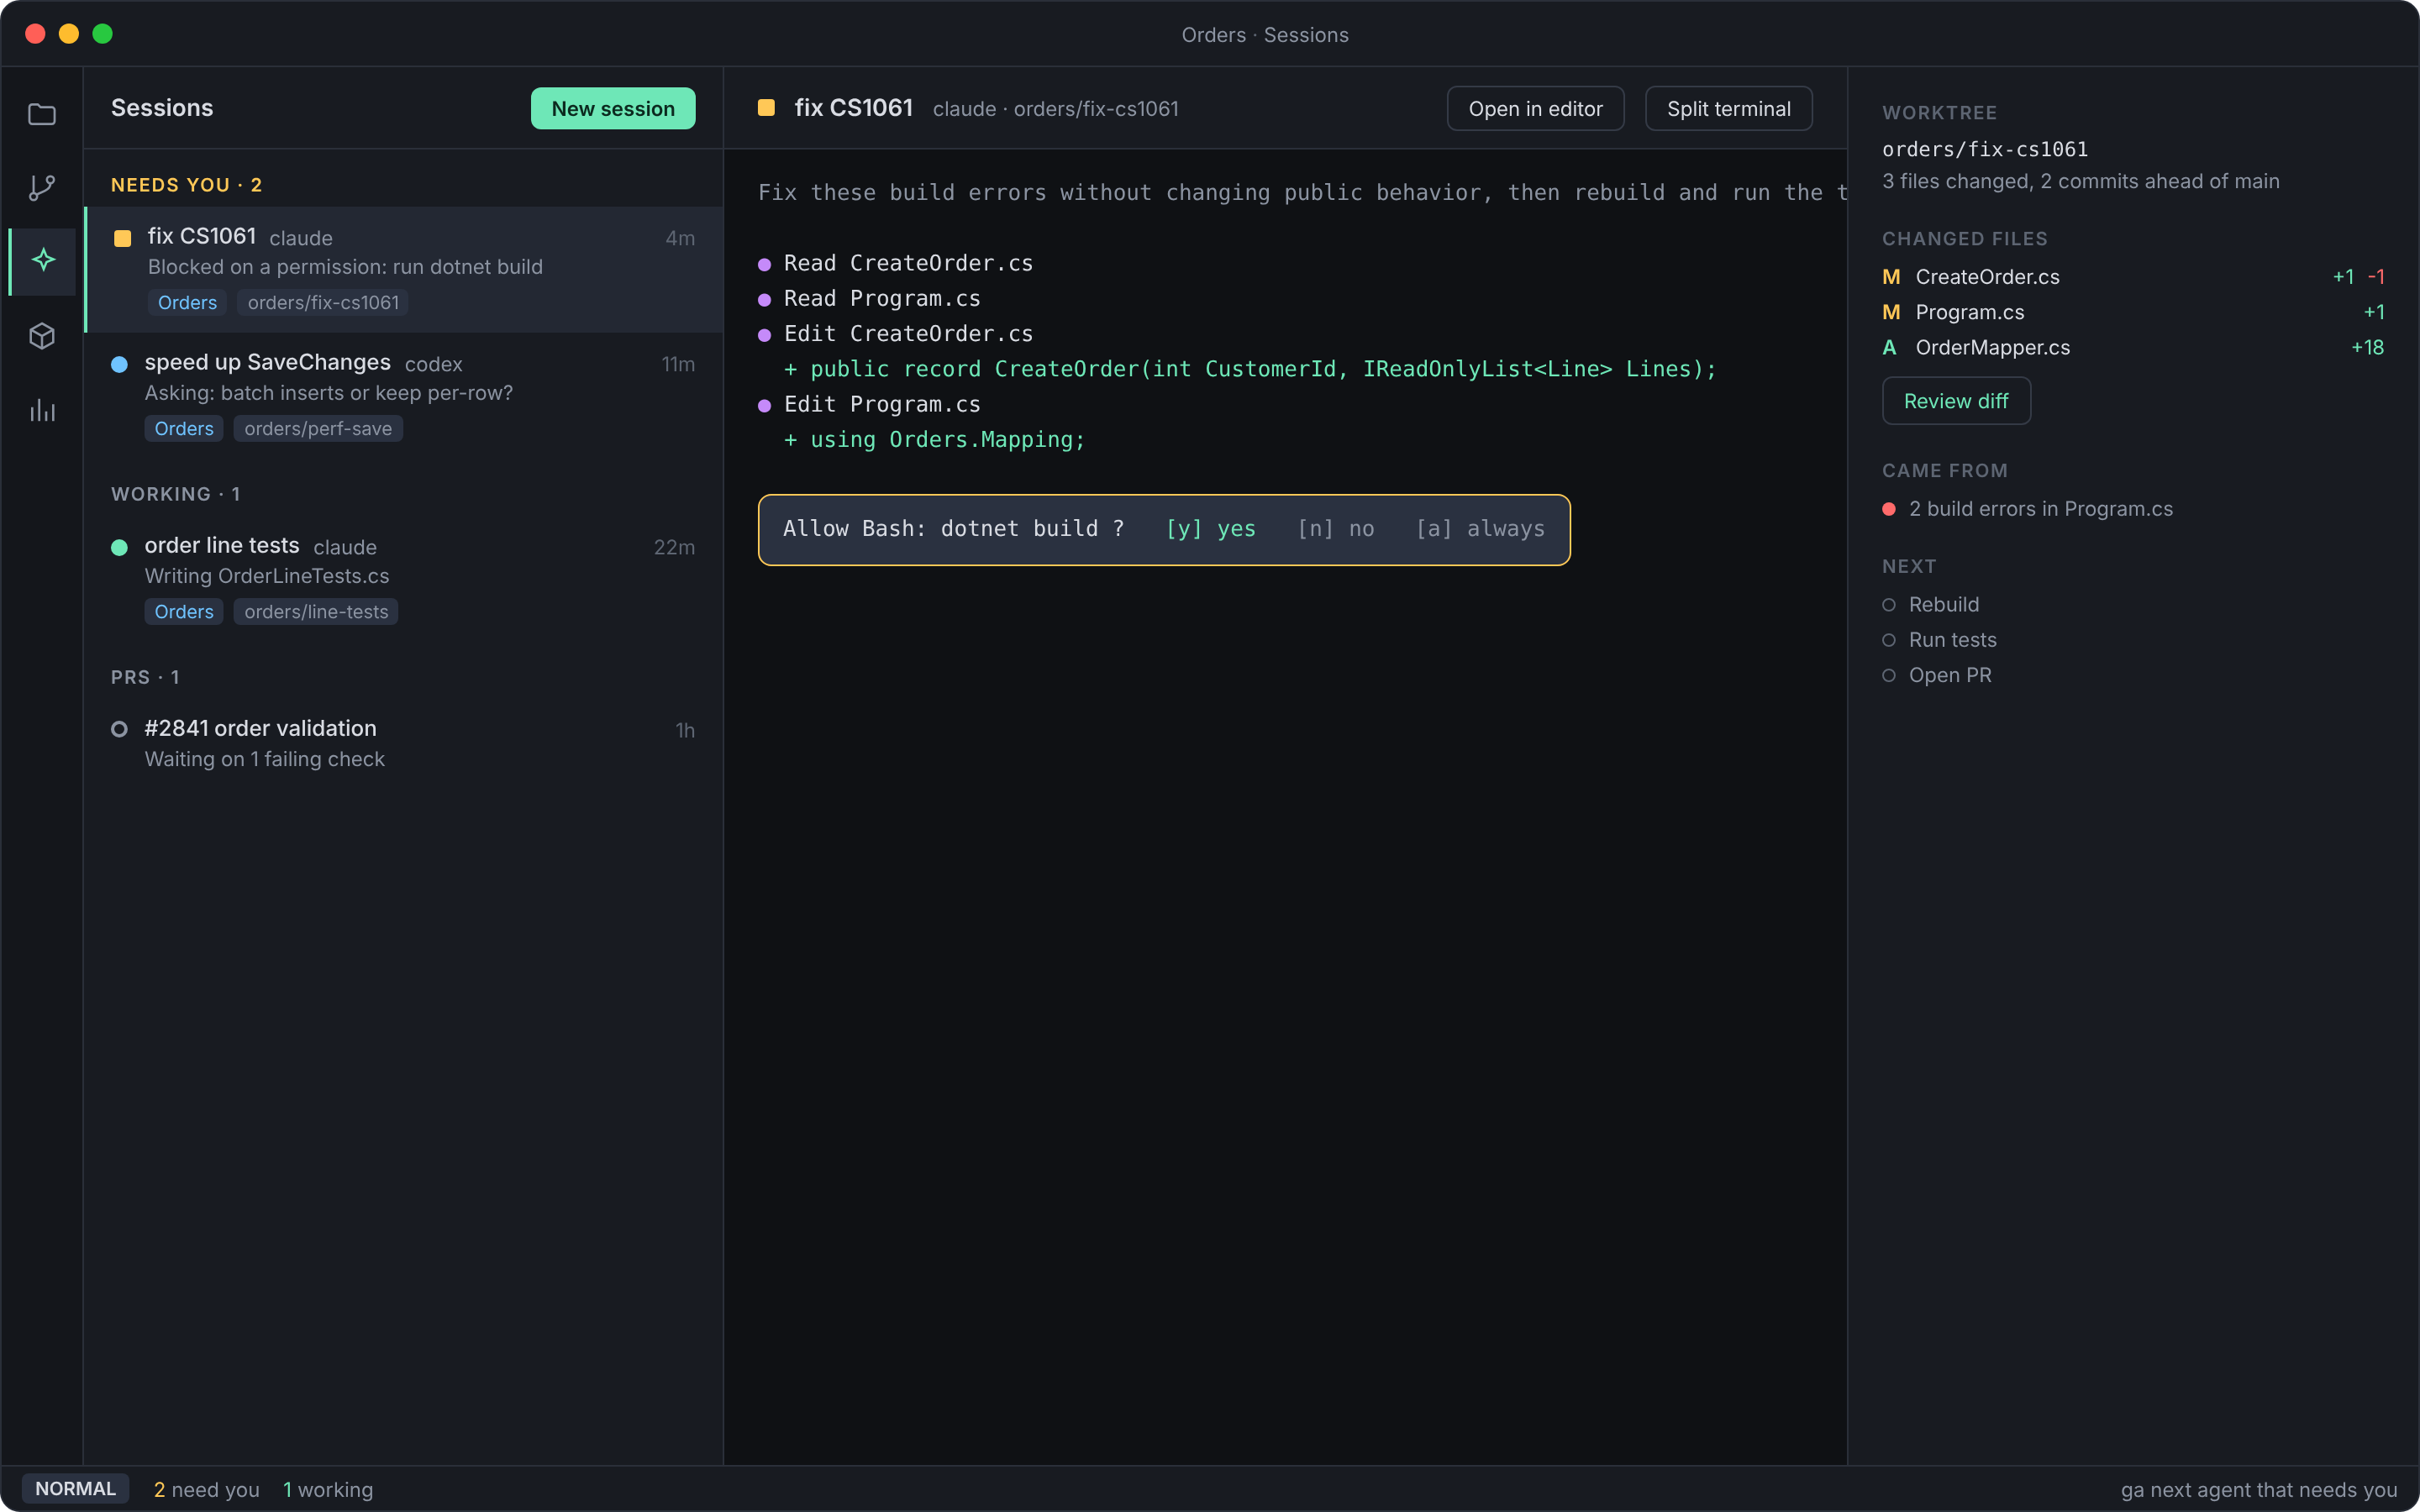 Orders · Sessions
Sessions
New session
NEEDS YOU · 2
fix CS1061 claude 4m
Blocked on a permission: run dotnet build
Orders orders/fix-cs1061
speed up SaveChanges codex 11m
Asking: batch inserts or keep per-row?
Orders orders/perf-save
WORKING · 1
order line tests claude 22m
Writing OrderLineTests.cs
Orders orders/line-tests
PRS · 1
#2841 order validation 1h
Waiting on 1 failing check
fix CS1061 claude · orders/fix-cs1061
Open in editor
Split terminal
Fix these build errors without changing public behavior, then rebuild and run the t
Read CreateOrder.cs
Read Program.cs
Edit CreateOrder.cs
+ public record CreateOrder(int CustomerId, IReadOnlyList<Line> Lines);
Edit Program.cs
+ using Orders.Mapping;
Allow Bash: dotnet build ? [y] yes [n] no [a] always
WORKTREE
orders/fix-cs1061
3 files changed, 2 commits ahead of main
CHANGED FILES
M CreateOrder.cs +1 -1
M Program.cs +1
A OrderMapper.cs +18
Review diff
CAME FROM
2 build errors in Program.cs
NEXT
Rebuild
Run tests
Open PR
NORMAL 2 need you 1 working
ga next agent that needs you